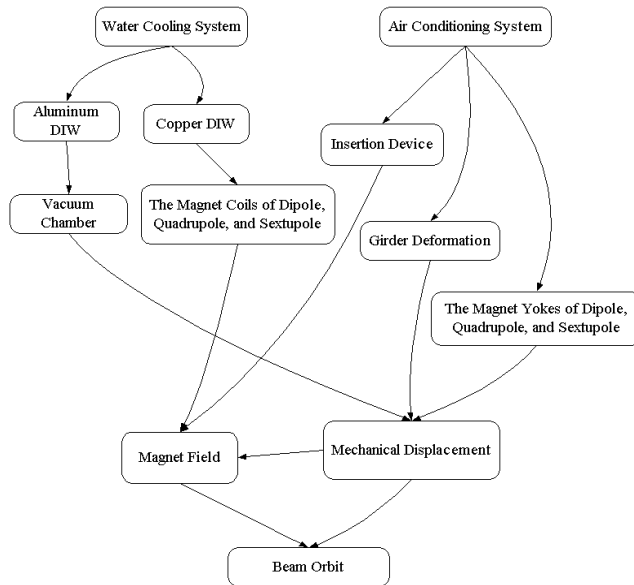 Water Cooling System
Air Conditioning System
Aluminum
DIW
Copper DIW
Insertion Device
Vacuum
Chamber
The Magnet Coils of Dipole,
Quadrupole, and Sextupole
Girder Deformation
The Magnet Yokes of Dipole,
Quadrupole, and Sextupole
Magnet Field
Mechanical Displacement
Beam Orbit